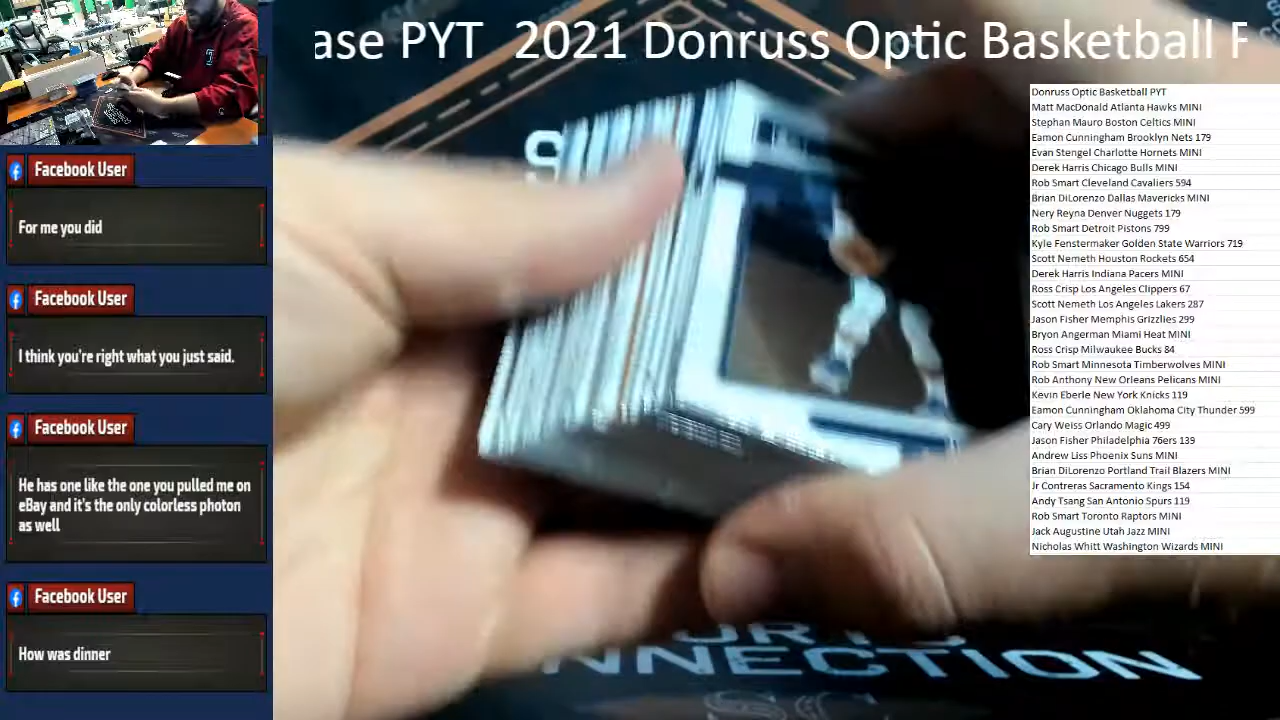 ase PYT 2021 Donruss Optic Basketball F
Facebook User
For me you did
Facebook User
I think you're right what you just said.
Facebook User
He has one like the one you pulled me on
eBay and it's the only colorless photon
as well
Facebook User
How was dinner
Donruss Optic Basketball PYT
Matt MacDonald Atlanta Hawks MINI
Stephan Mauro Boston Celtics MINI
Eamon Cunningham Brooklyn Nets 179
Evan Stengel Charlotte Hornets MINI
Derek Harris Chicago Bulls MINI
Rob Smart Cleveland Cavaliers 594
Brian DiLorenzo Dallas Mavericks MINI
Nery Reyna Denver Nuggets 179
Rob Smart Detroit Pistons 799
Kyle Fenstermaker Golden State Warriors 719
Scott Nemeth Houston Rockets 654
Derek Harris Indiana Pacers MINI
Ross Crisp Los Angeles Clippers 67
Scott Nemeth Los Angeles Lakers 287
Jason Fisher Memphis Grizzlies 299
Bryon Angerman Miami Heat MINI
Ross Crisp Milwaukee Bucks 84
Rob Smart Minnesota Timberwolves MINI
Rob Anthony New Orleans Pelicans MINI
Kevin Eberle New York Knicks 119
Eamon Cunningham Oklahoma City Thunder 599
Cary Weiss Orlando Magic 499
Jason Fisher Philadelphia 76ers 139
Andrew Liss Phoenix Suns MINI
Brian DiLorenzo Portland Trail Blazers MINI
Jr Contreras Sacramento Kings 154
Andy Tsang San Antonio Spurs 119
Rob Smart Toronto Raptors MINI
Jack Augustine Utah Jazz MINI
Nicholas Whitt Washington Wizards MINI
NNECTION
SC